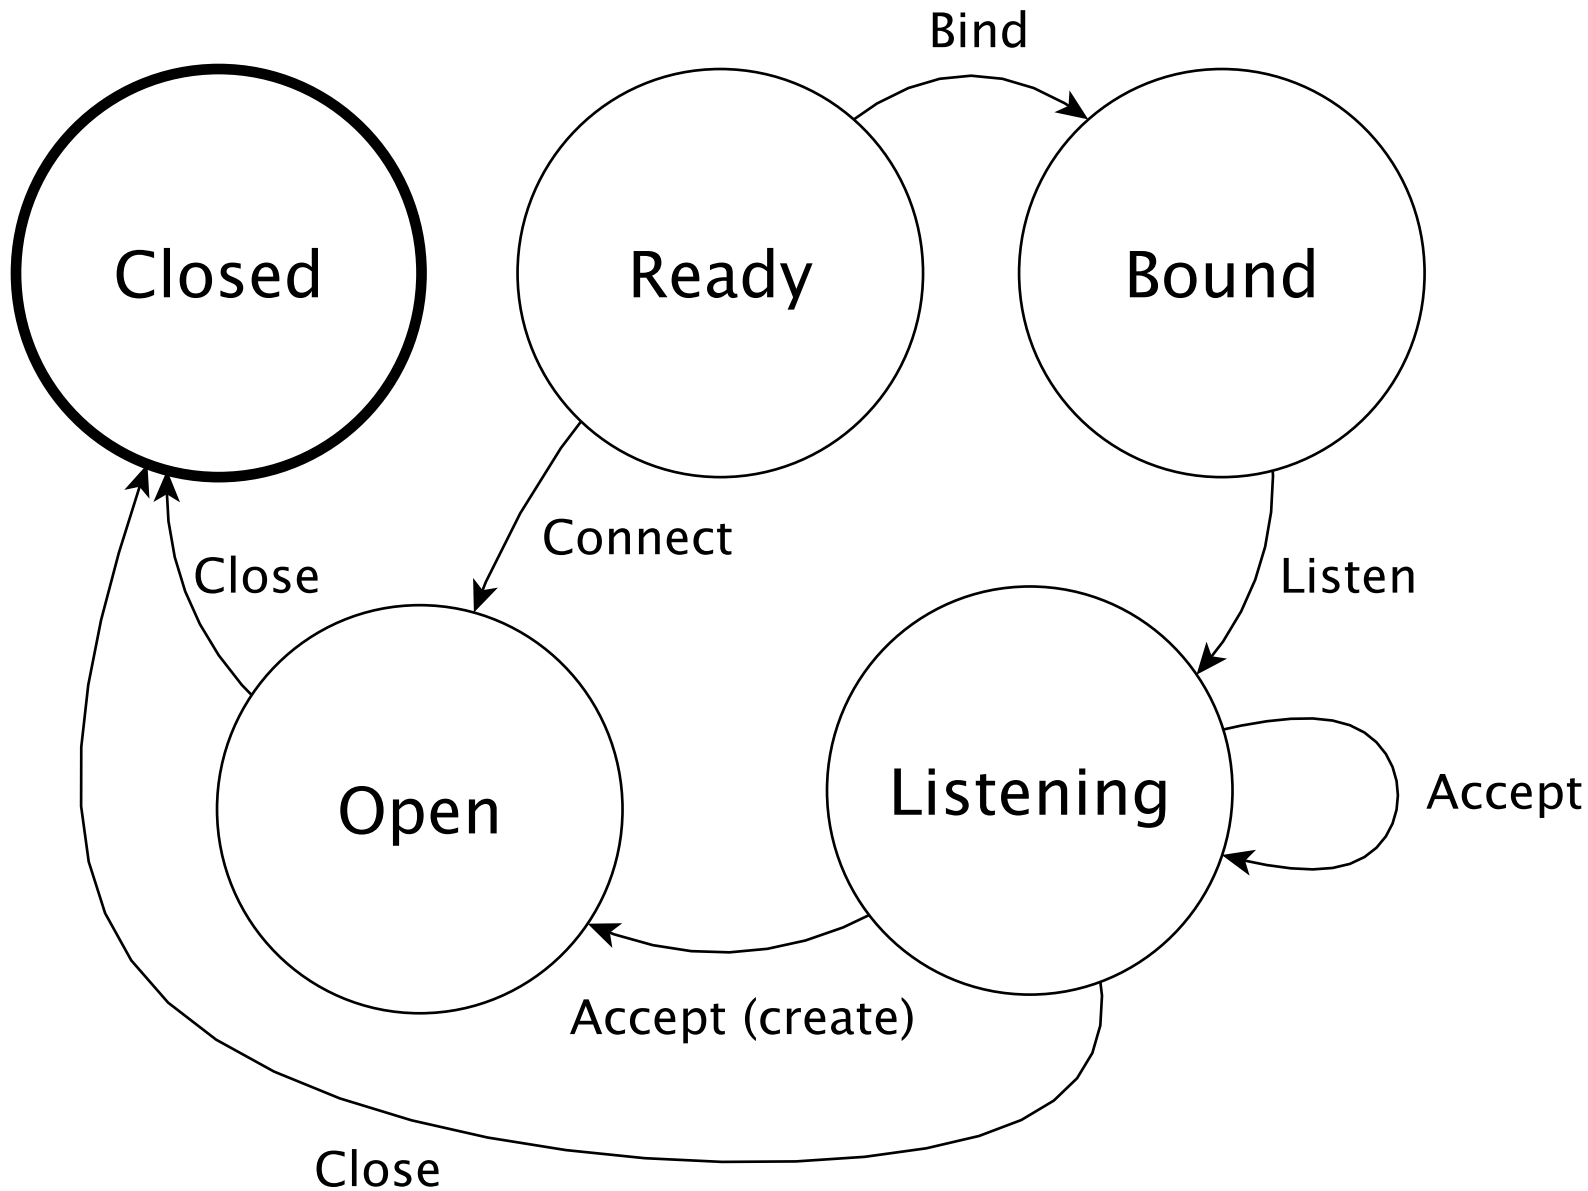 Bind
Closed
Ready
Bound
Connect
Close
Listen
Open
Listening
Accept
Accept (create)
Close